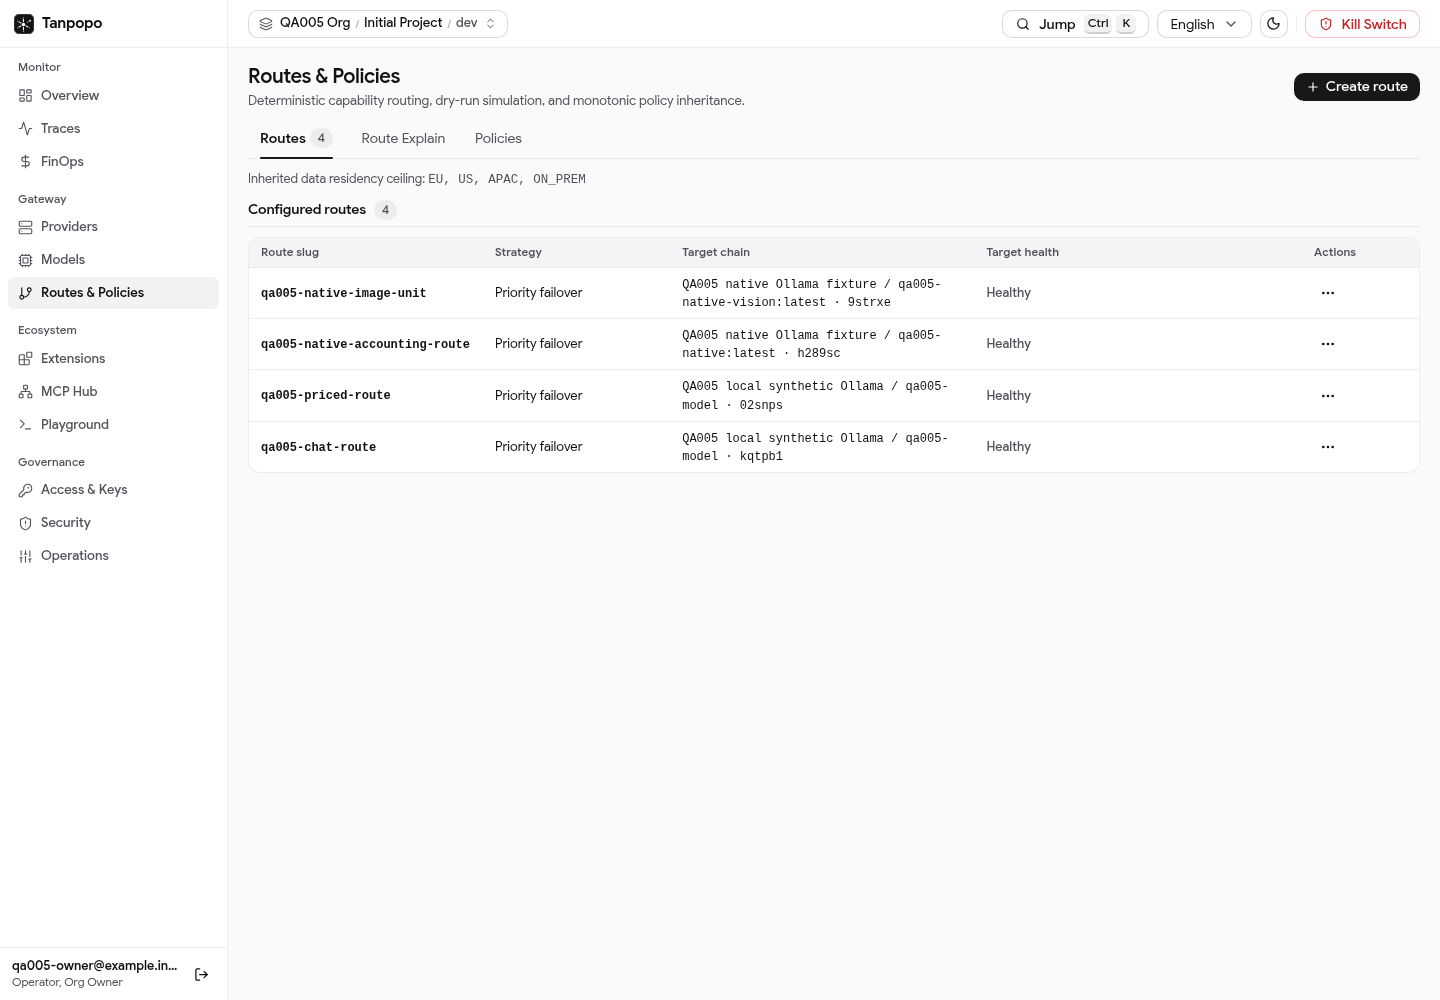 Tanpopo
QA005 Org / Initial Project / dev
Jump Ctrl K
English
Kill Switch
Monitor
Overview
Traces
FinOps
Gateway
Providers
Models
Routes & Policies
Ecosystem
Extensions
MCP Hub
Playground
Governance
Access & Keys
Security
Operations
qa005-owner@example.in...
Operator, Org Owner
Routes & Policies
Deterministic capability routing, dry-run simulation, and monotonic policy inheritance.
Create route
Routes 4 Route Explain Policies
Inherited data residency ceiling: EU, US, APAC, ON_PREM
Configured routes 4
Route slug Strategy Target chain Target health Actions
qa005-native-image-unit Priority failover QA005 native Ollama fixture / qa005- Healthy
native-vision:latest · 9strxe
qa005-native-accounting-route Priority failover QA005 native Ollama fixture / qa005- Healthy
native:latest · h289sc
qa005-priced-route Priority failover QA005 local synthetic Ollama / qa005- Healthy
model · 02snps
qa005-chat-route Priority failover QA005 local synthetic Ollama / qa005- Healthy
model · kqtpb1